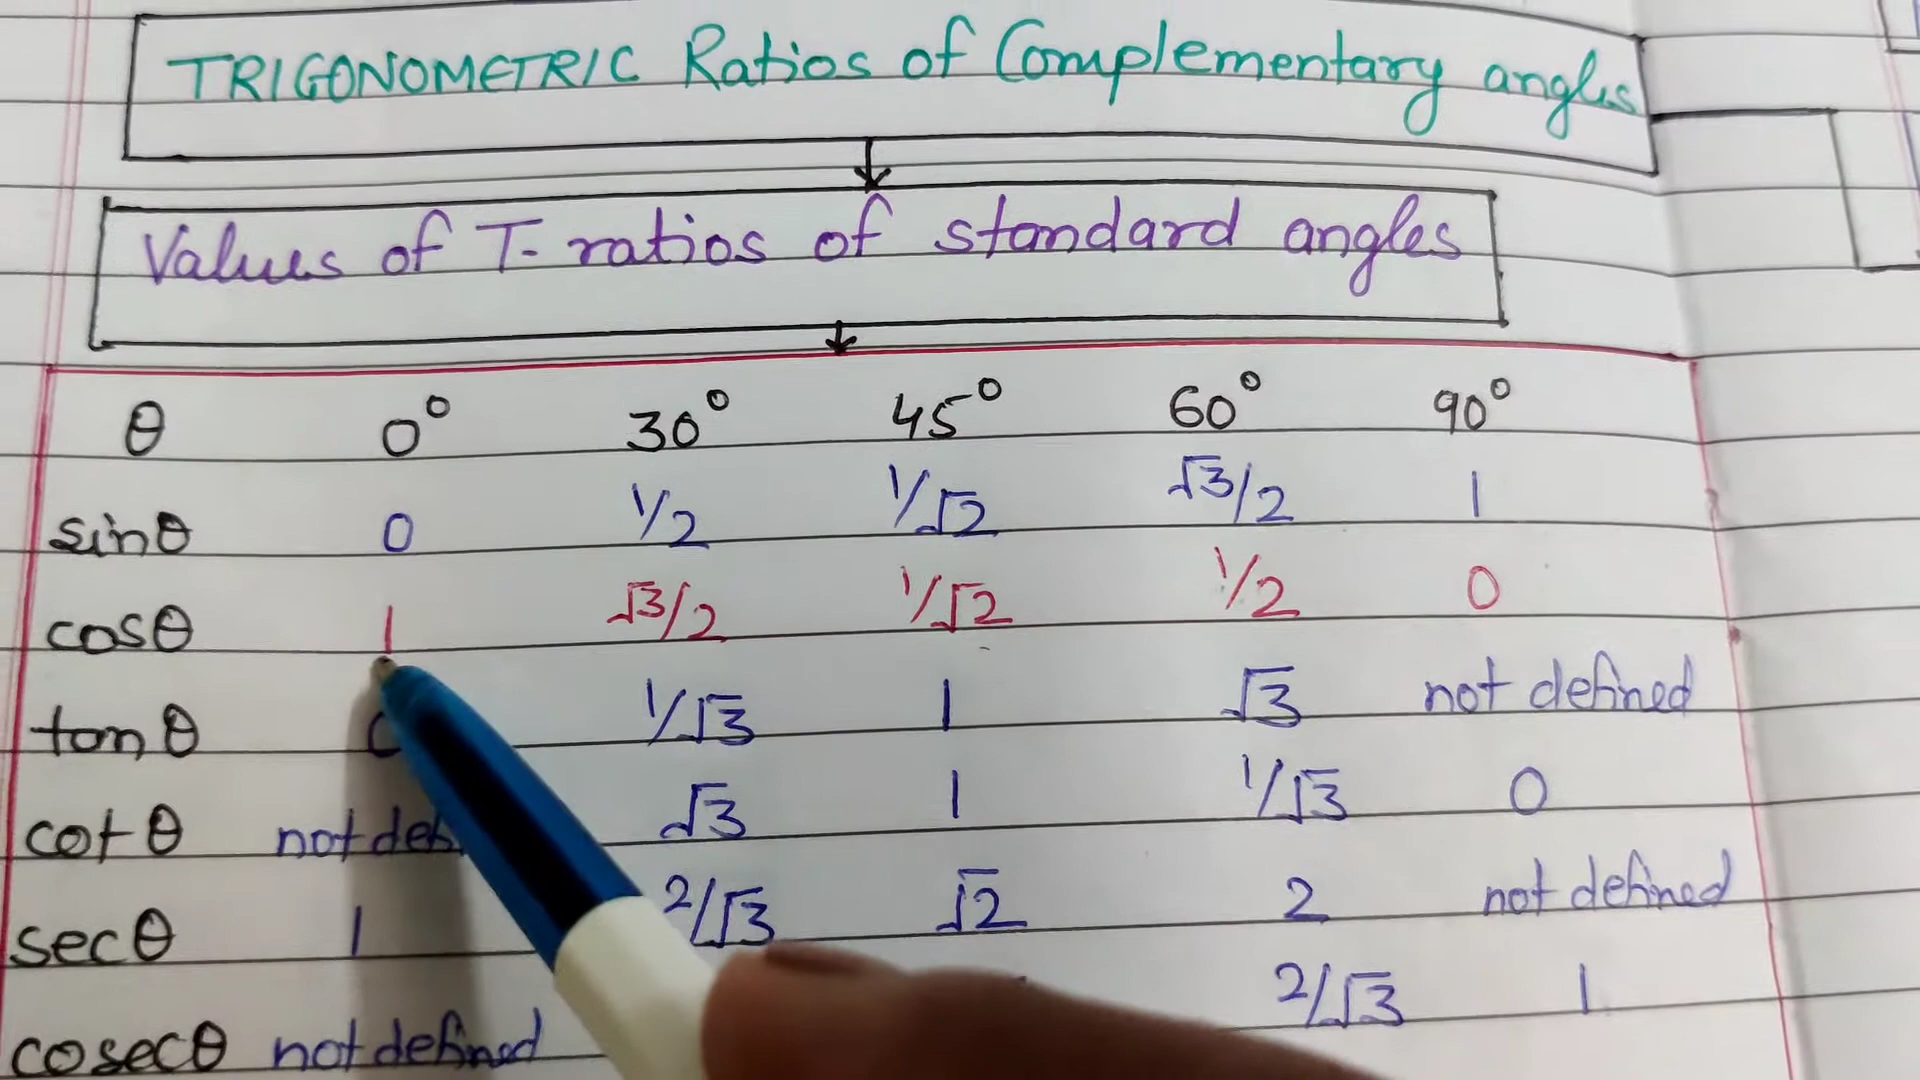 TRIGONOMETRIC Ratios of Complementary angles
Values of T-ratios of standard angles
θ 0° 30° 45° 60° 90°
sinθ 0 1/2 1/√2 √3/2 1
cosθ 1 √3/2 1/√2 1/2 0
tanθ 0 1/√3 1 √3 not defined
cotθ not √3 1 1/√3 0
secθ 1 2/√3 √2 2 not defined
cosecθ not defined 2/√3 1